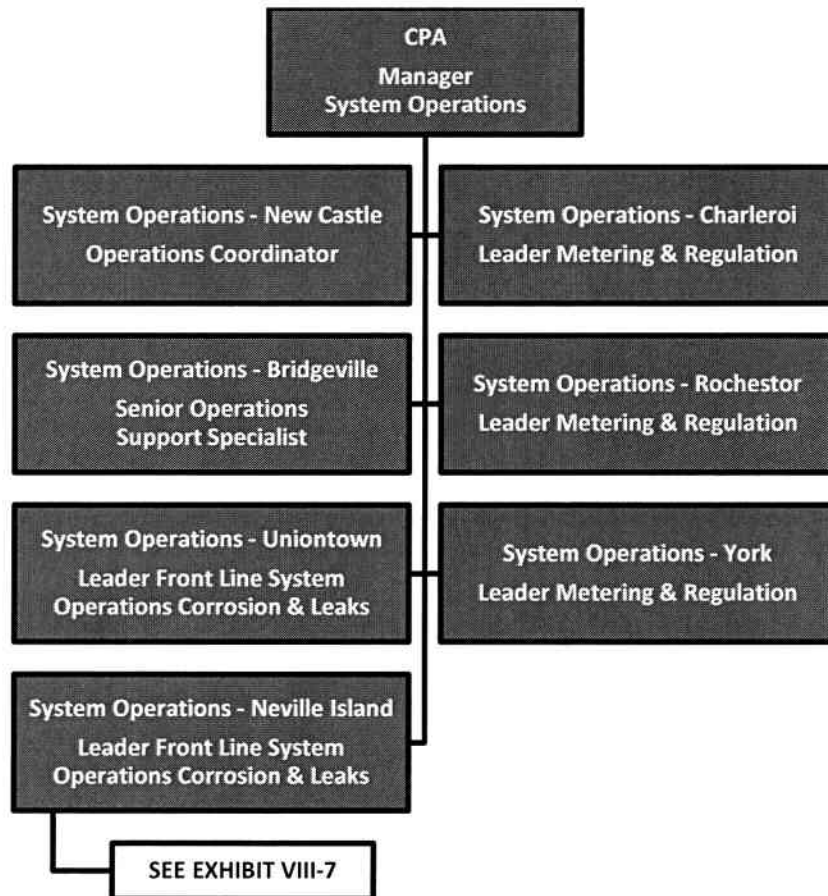 CPA
Manager
System Operations
System Operations - New Castle
Operations Coordinator
System Operations - Charleroi
Leader Metering & Regulation
System Operations - Bridgeville
Senior Operations
Support Specialist
System Operations - Rochestor
Leader Metering & Regulation
System Operations - Uniontown
Leader Front Line System
Operations Corrosion & Leaks
System Operations - York
Leader Metering & Regulation
System Operations - Neville Island
Leader Front Line System
Operations Corrosion & Leaks
SEE EXHIBIT VIII-7